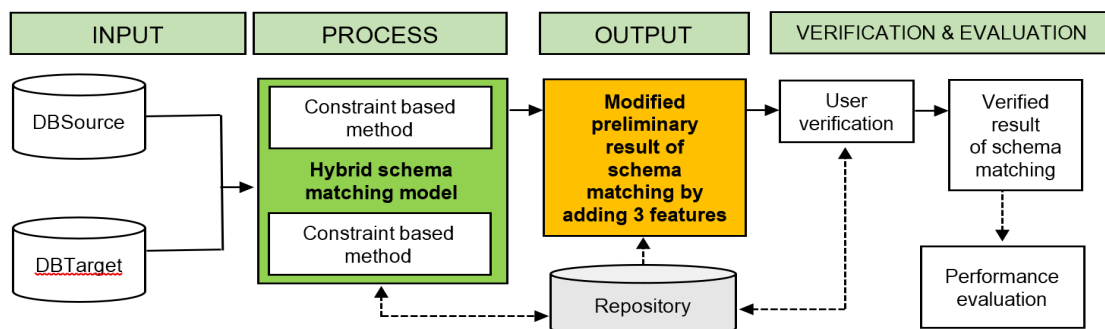 INPUT
PROCESS
OUTPUT
VERIFICATION & EVALUATION
DBSource
DBTarget
Constraint based
method
Hybrid schema
matching model
Constraint based
method
Modified
preliminary
result of
schema
matching by
adding 3 features
Repository
User
verification
Verified
result
of schema
matching
Performance
evaluation